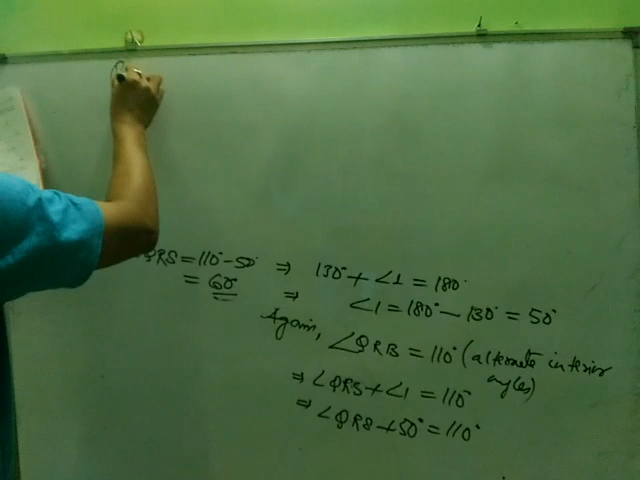 QRS = 110° - 50° ⇒ 130° + ∠1 = 180°
= 60° ⇒ ∠1 = 180° - 130° = 50°
Again, ∠QRB = 110° (alternate interior
angles)
⇒ ∠QRS + ∠1 = 110°
⇒ ∠QRS + 50° = 110°